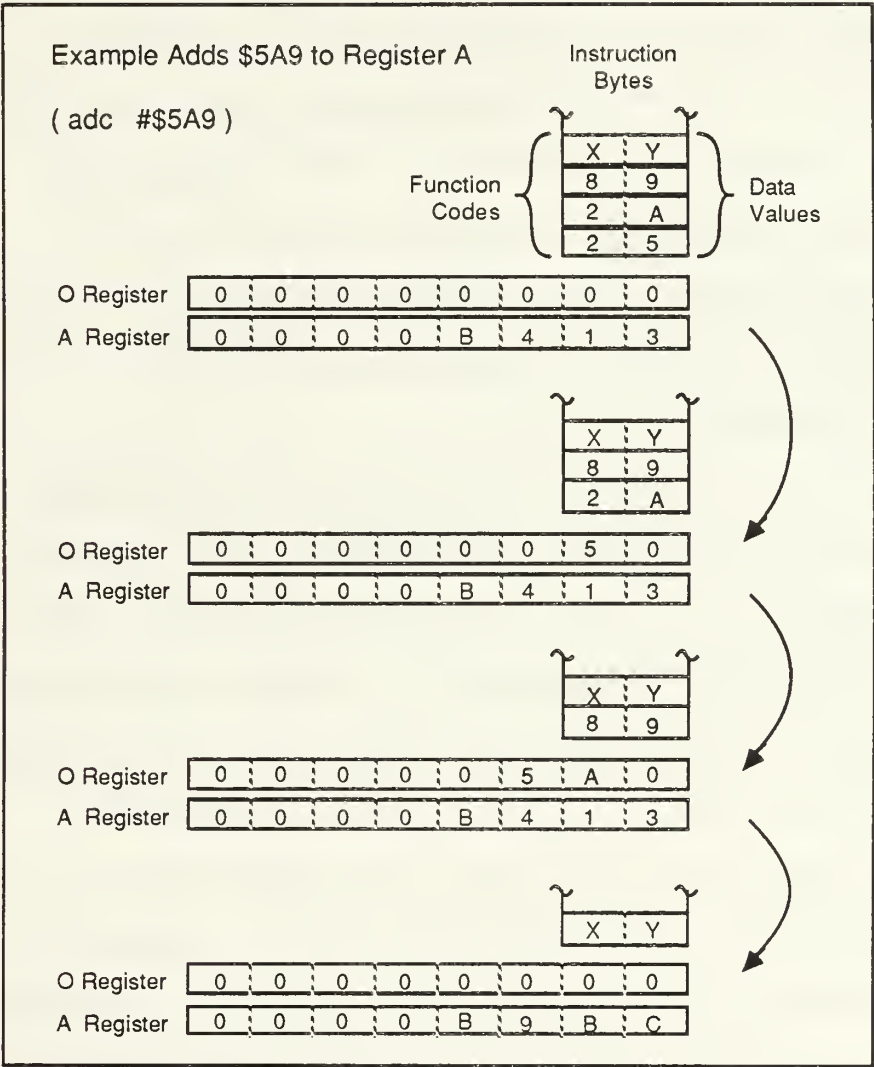 Example Adds $5A9 to Register A
Instruction
Bytes
( adc #$5A9 )
X Y
8 9
2 A
2 5
Function
Codes
Data
Values
O Register 0 0 0 0 0 0 0 0
A Register 0 0 0 0 B 4 1 3
X Y
8 9
2 A
O Register 0 0 0 0 0 0 5 0
A Register 0 0 0 0 B 4 1 3
X Y
8 9
O Register 0 0 0 0 0 5 A 0
A Register 0 0 0 0 B 4 1 3
X Y
O Register 0 0 0 0 0 0 0 0
A Register 0 0 0 0 B 9 B C